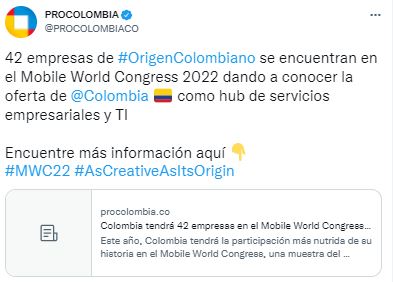 PROCOLOMBIA
@PROCOLOMBIACO
42 empresas de #OrigenColombiano se encuentran en
el Mobile World Congress 2022 dando a conocer la
oferta de @Colombia 🇨🇴 como hub de servicios
empresariales y TI
Encuentre más información aquí 👇
#MWC22 #AsCreativeAsItsOrigin
procolombia.co
Colombia tendrá 42 empresas en el Mobile World Congress...
Este año, Colombia tendrá la participación más nutrida de su
historia en el Mobile World Congress, una muestra del ...